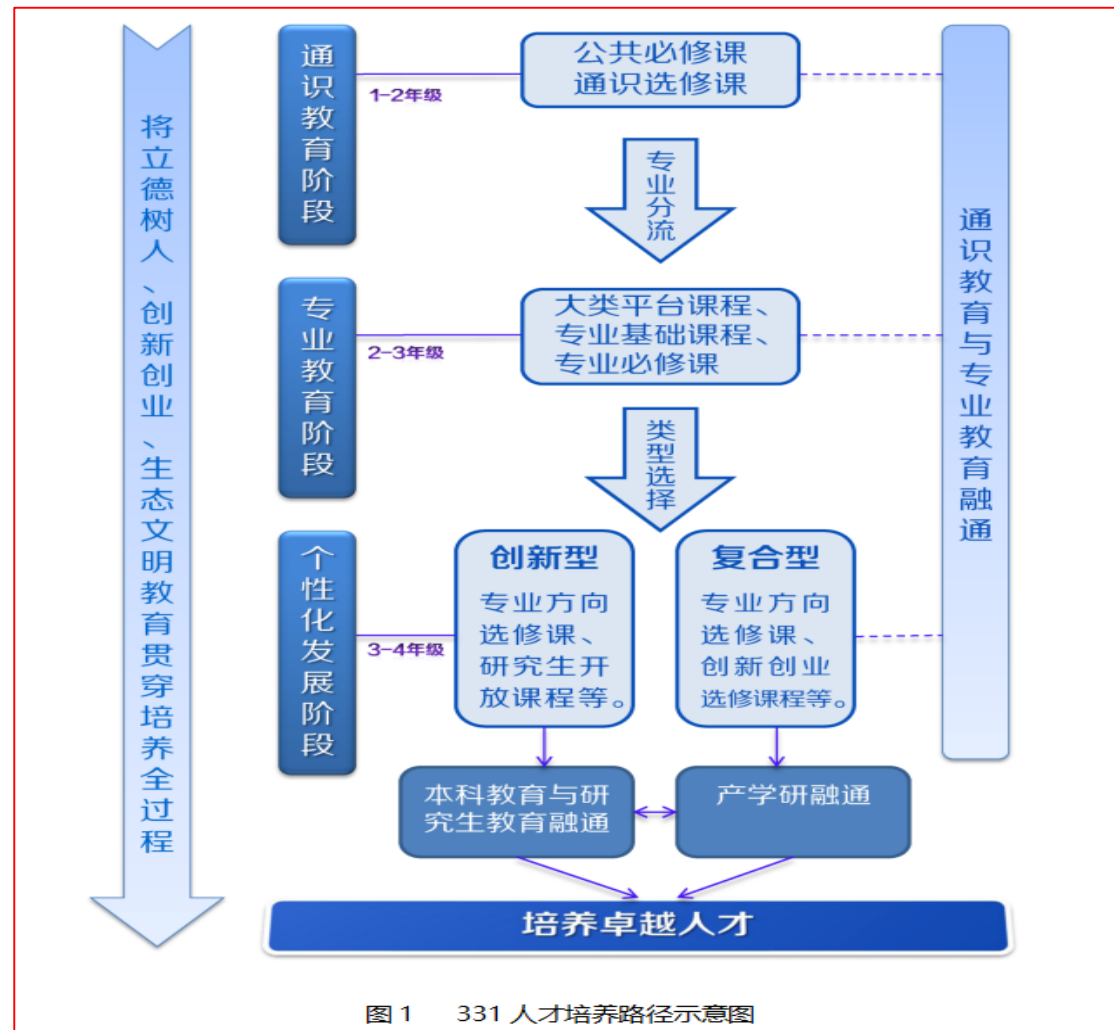 将立德树人、创新创业、生态文明教育贯穿培养全过程
通识教育阶段
1-2年级
公共必修课
通识选修课
专业分流
专业教育阶段
2-3年级
大类平台课程、
专业基础课程、
专业必修课
类型选择
个性化发展阶段
3-4年级
创新型
专业方向
选修课、
研究生开
放课程等。
复合型
专业方向
选修课、
创新创业
选修课程等。
通识教育与专业教育融通
本科教育与研
究生教育融通
产学研融通
培养卓越人才
图1 331人才培养路径示意图